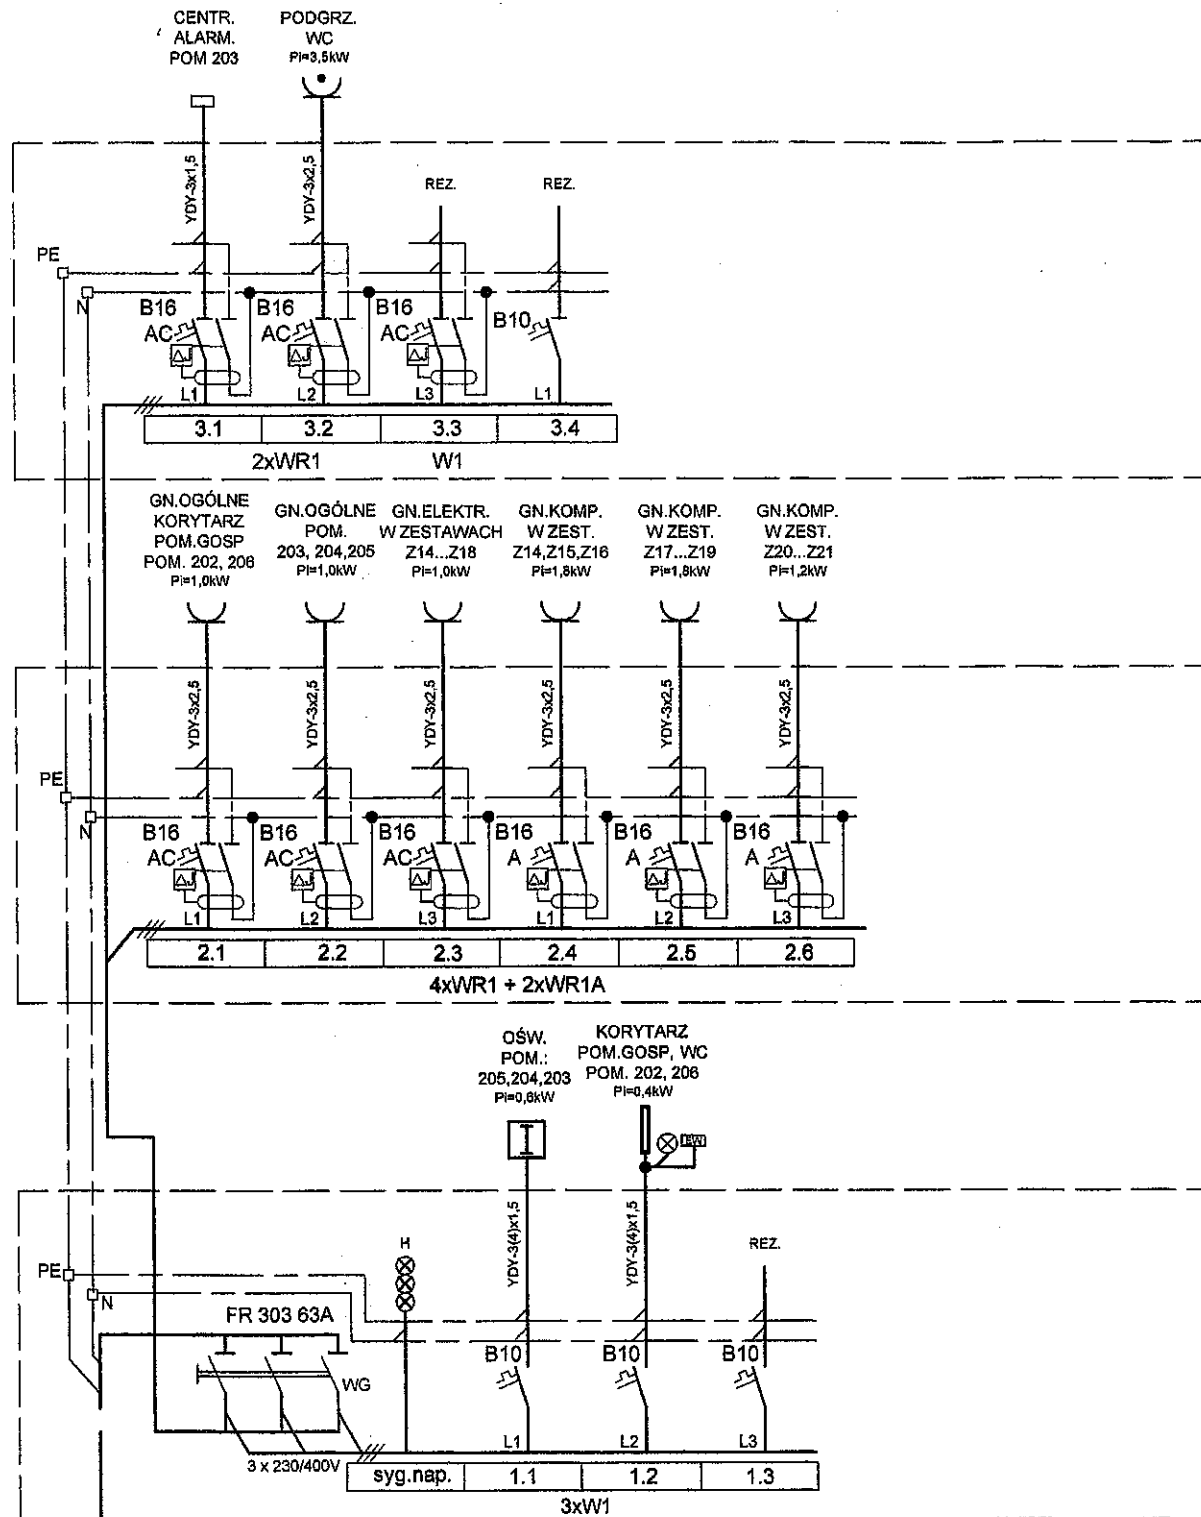 CENTR.
ALARM.
POM 203
PODGRZ.
WC
Pi=3,5kW
YDY-3x1,5
YDY-3x2,5
REZ.
REZ.
PE
N
B16
AC
L1
B16
AC
L2
B16
AC
L3
B10
L1
3.1
3.2
3.3
3.4
2xWR1
W1
GN.OGÓLNE
KORYTARZ
POM.GOSP
POM. 202, 206
Pi=1,0kW
GN.OGÓLNE
POM.
203, 204,205
Pi=1,0kW
GN.ELEKTR.
W ZESTAWACH
Z14...Z18
Pi=1,0kW
GN.KOMP.
W ZEST.
Z14,Z15,Z16
Pi=1,8kW
GN.KOMP.
W ZEST.
Z17...Z19
Pi=1,8kW
GN.KOMP.
W ZEST.
Z20...Z21
Pi=1,2kW
YDY-3x2,5
YDY-3x2,5
YDY-3x2,5
YDY-3x2,5
YDY-3x2,5
YDY-3x2,5
PE
N
B16
AC
L1
B16
AC
L2
B16
AC
L3
B16
A
L1
B16
A
L2
B16
A
L3
2.1
2.2
2.3
2.4
2.5
2.6
4xWR1 + 2xWR1A
OŚW.
POM.:
205,204,203
Pi=0,6kW
KORYTARZ
POM.GOSP, WC
POM. 202, 206
Pi=0,4kW
EW
YDY-3(4)x1,5
YDY-3(4)x1,5
H
REZ.
PE
N
FR 303 63A
WG
B10
L1
B10
L2
B10
L3
3 x 230/400V
syg.nap.
1.1
1.2
1.3
3xW1